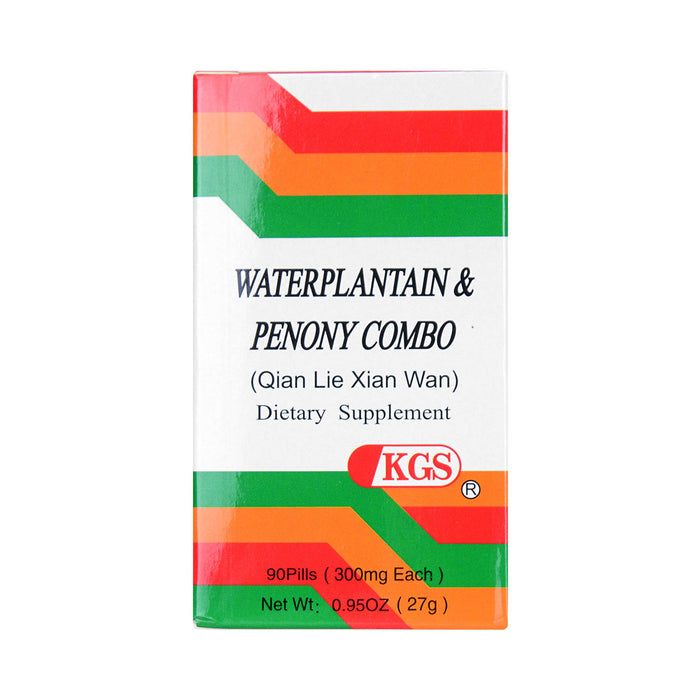 WATERPLANTAIN &
PENONY COMBO
(Qian Lie Xian Wan)
Dietary Supplement
KGS
®
90Pills ( 300mg Each )
Net Wt: 0.95OZ ( 27g )